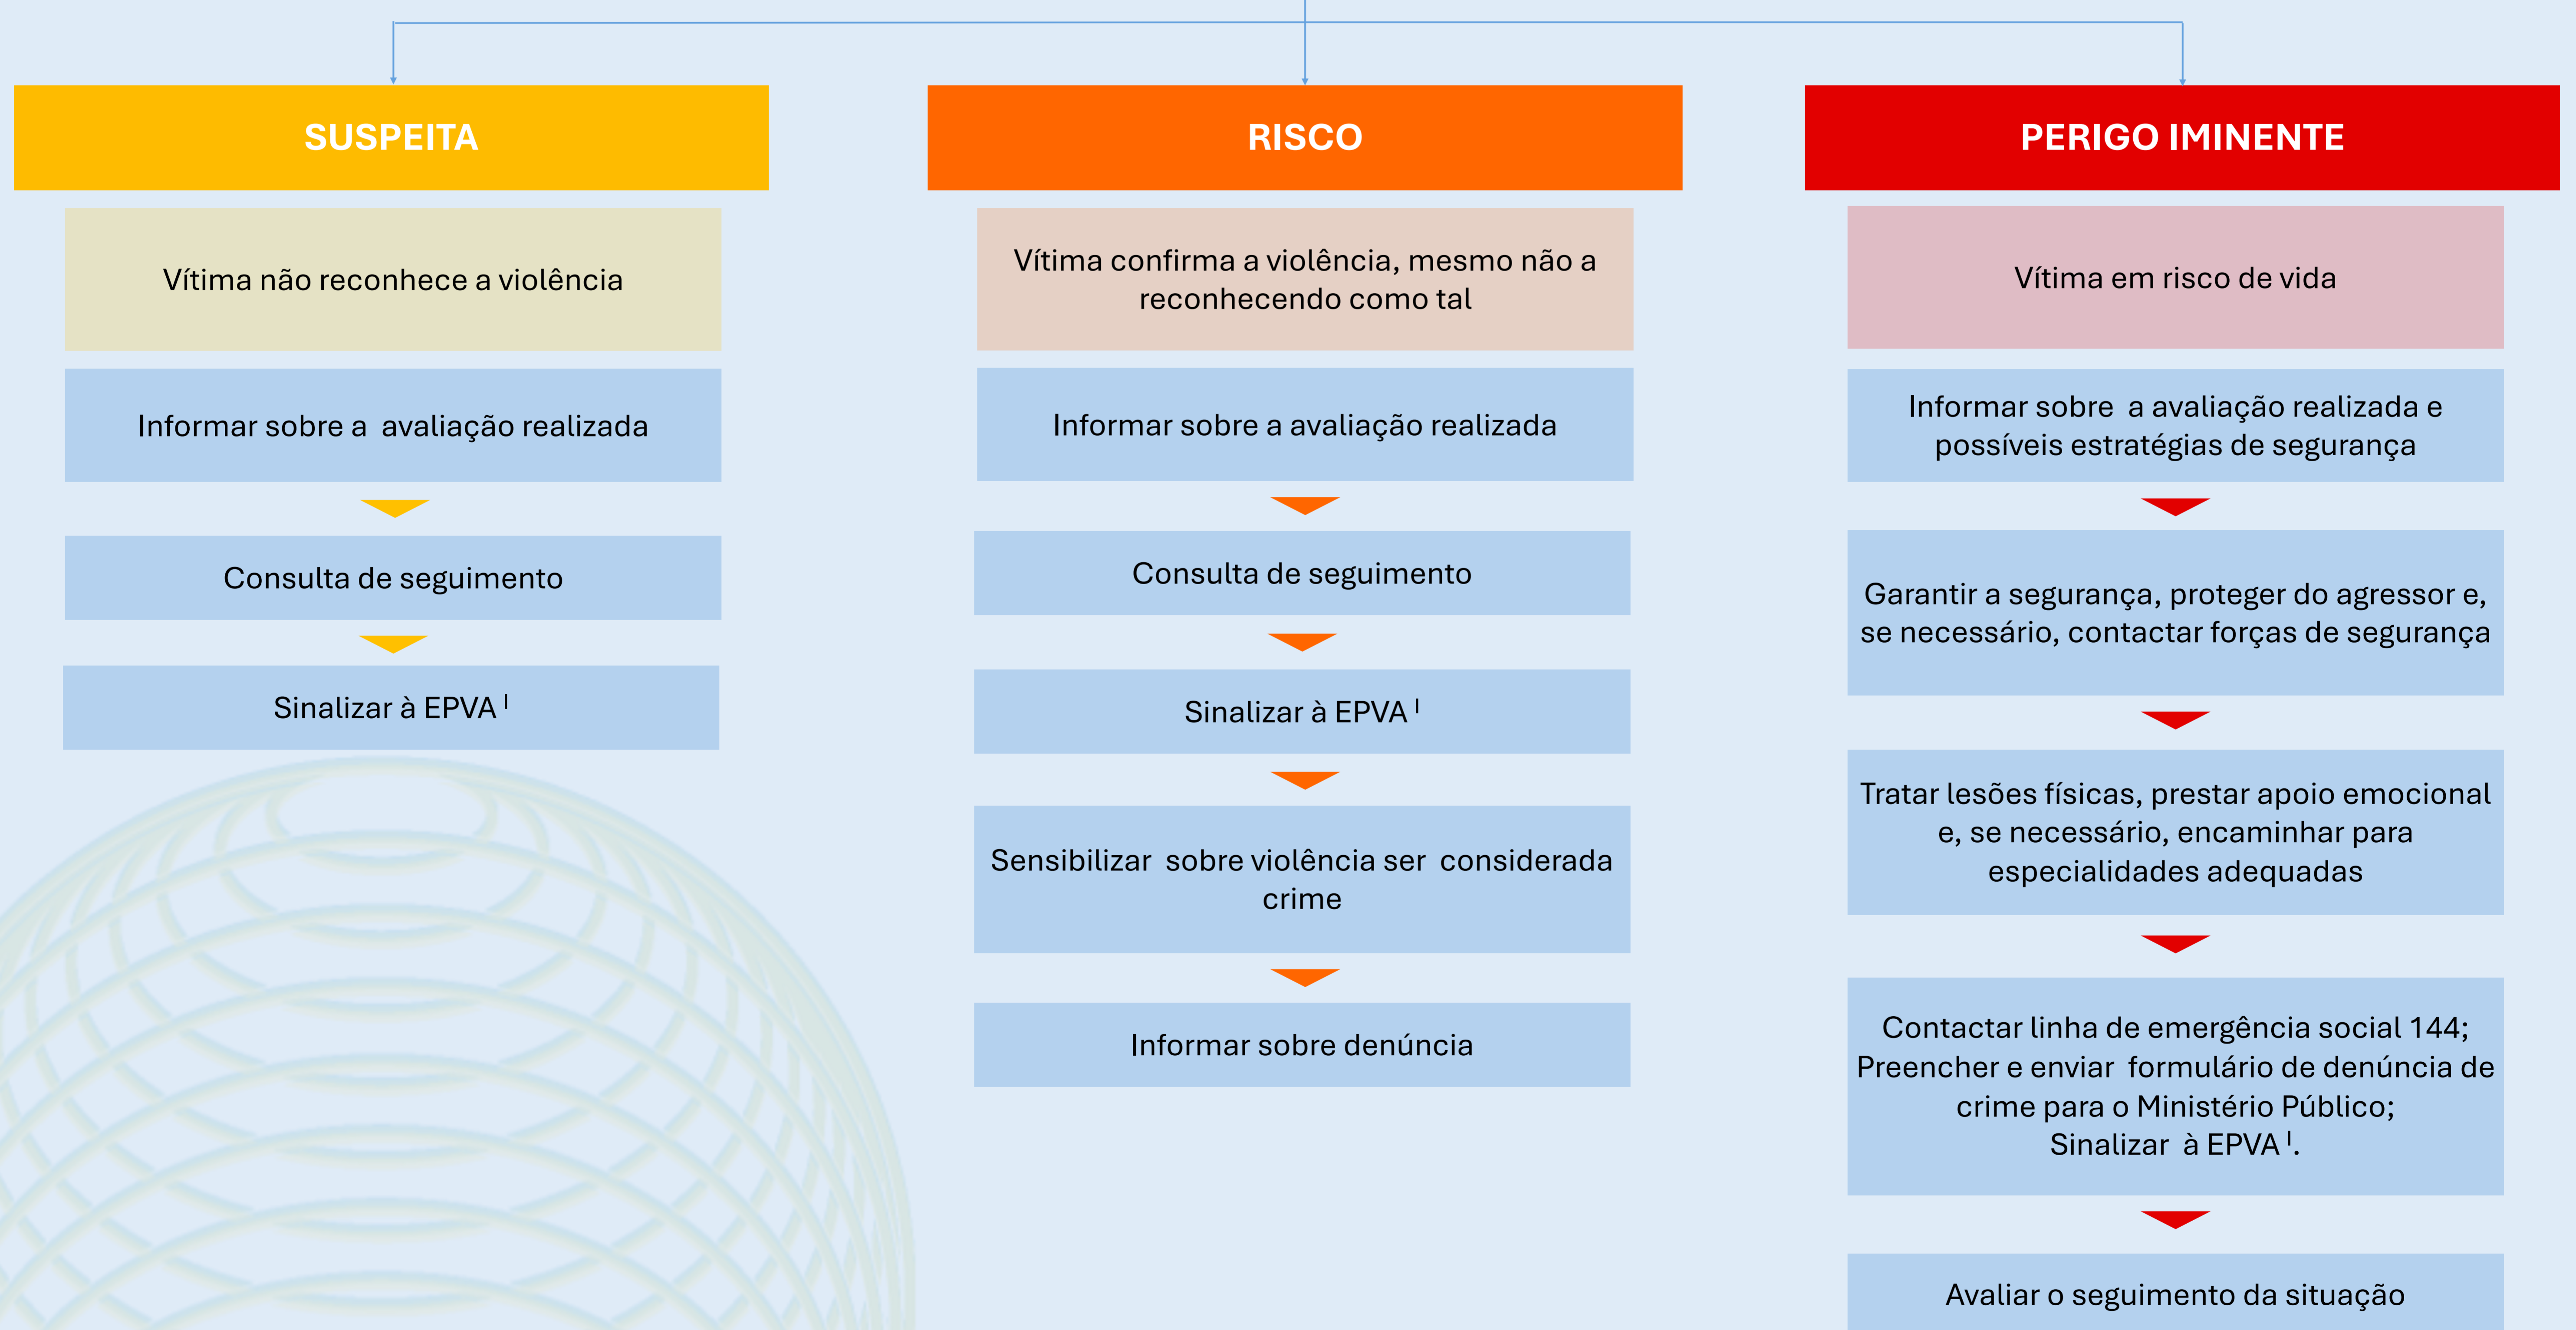 SUSPEITA
Vítima não reconhece a violência
Informar sobre a avaliação realizada
Consulta de seguimento
Sinalizar à EPVA ᴵ
RISCO
Vítima confirma a violência, mesmo não a
reconhecendo como tal
Informar sobre a avaliação realizada
Consulta de seguimento
Sinalizar à EPVA ᴵ
Sensibilizar sobre violência ser considerada
crime
Informar sobre denúncia
PERIGO IMINENTE
Vítima em risco de vida
Informar sobre a avaliação realizada e
possíveis estratégias de segurança
Garantir a segurança, proteger do agressor e,
se necessário, contactar forças de segurança
Tratar lesões físicas, prestar apoio emocional
e, se necessário, encaminhar para
especialidades adequadas
Contactar linha de emergência social 144;
Preencher e enviar formulário de denúncia de
crime para o Ministério Público;
Sinalizar à EPVA ᴵ.
Avaliar o seguimento da situação